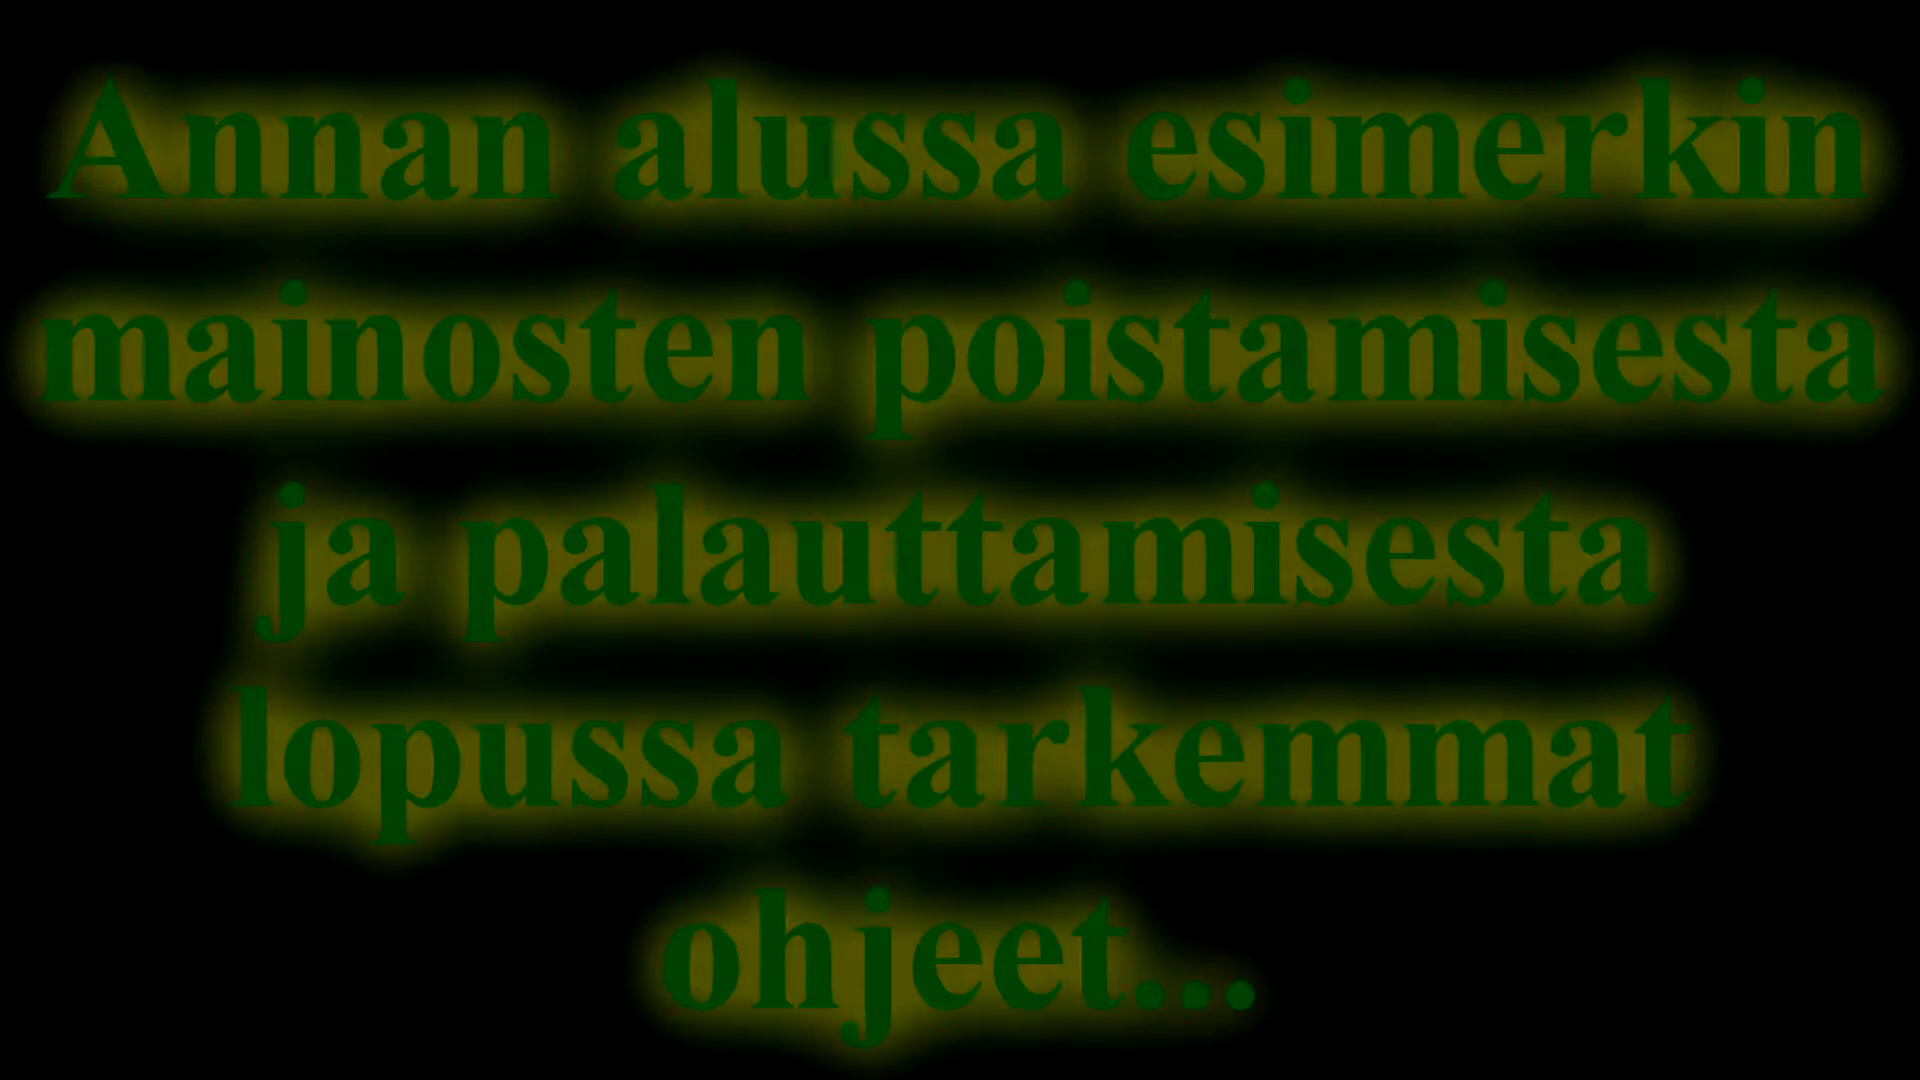 Annan alussa esimerkin
mainosten poistamisesta
ja palauttamisesta
lopussa tarkemmat
ohjeet...